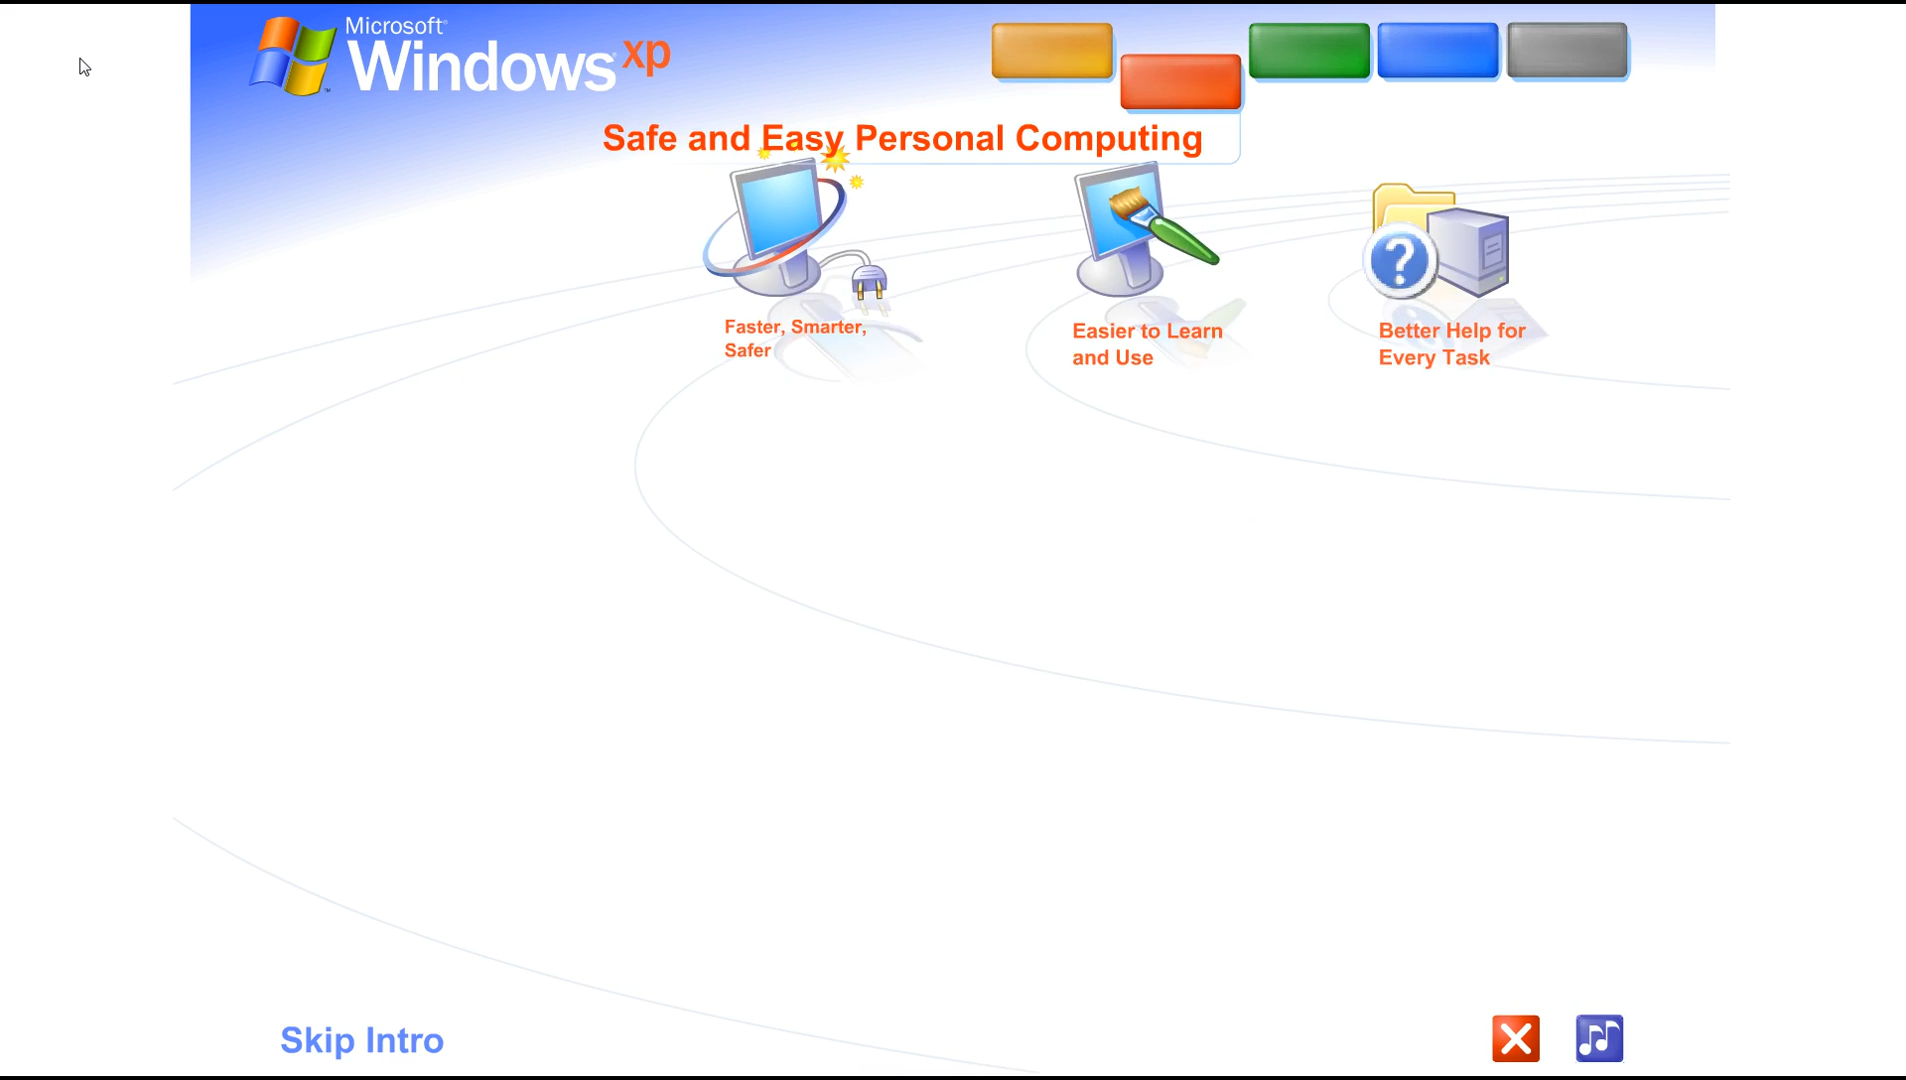 Microsoft®
Windows xp
™
Safe and Easy Personal Computing
Faster, Smarter,
Safer
Easier to Learn
and Use
?
Better Help for
Every Task
Skip Intro